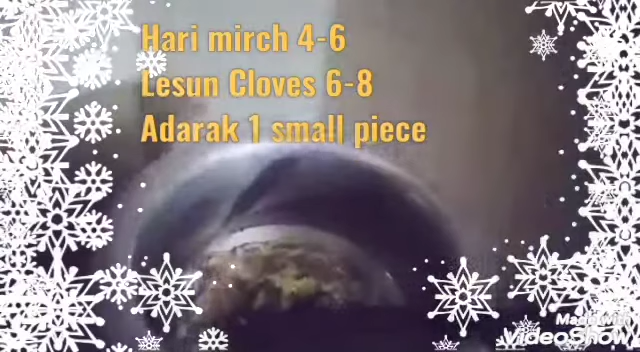 Hari mirch 4-6
Lesun Cloves 6-8
Adarak 1 small piece
Made with
VideoShow